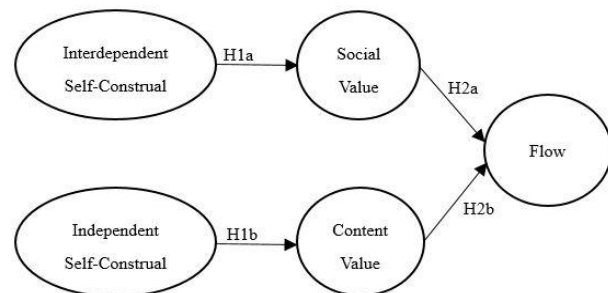 Interdependent
Self-Construal
H1a
Social
Value
H2a
Flow
Independent
Self-Construal
H1b
Content
Value
H2b